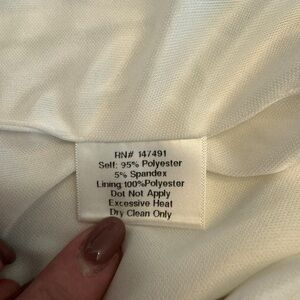 RN# 147491
Self: 95% Polyester
5% Spandex
Lining:100%Polyester
Dot Not Apply
Excessive Heat
Dry Clean Only